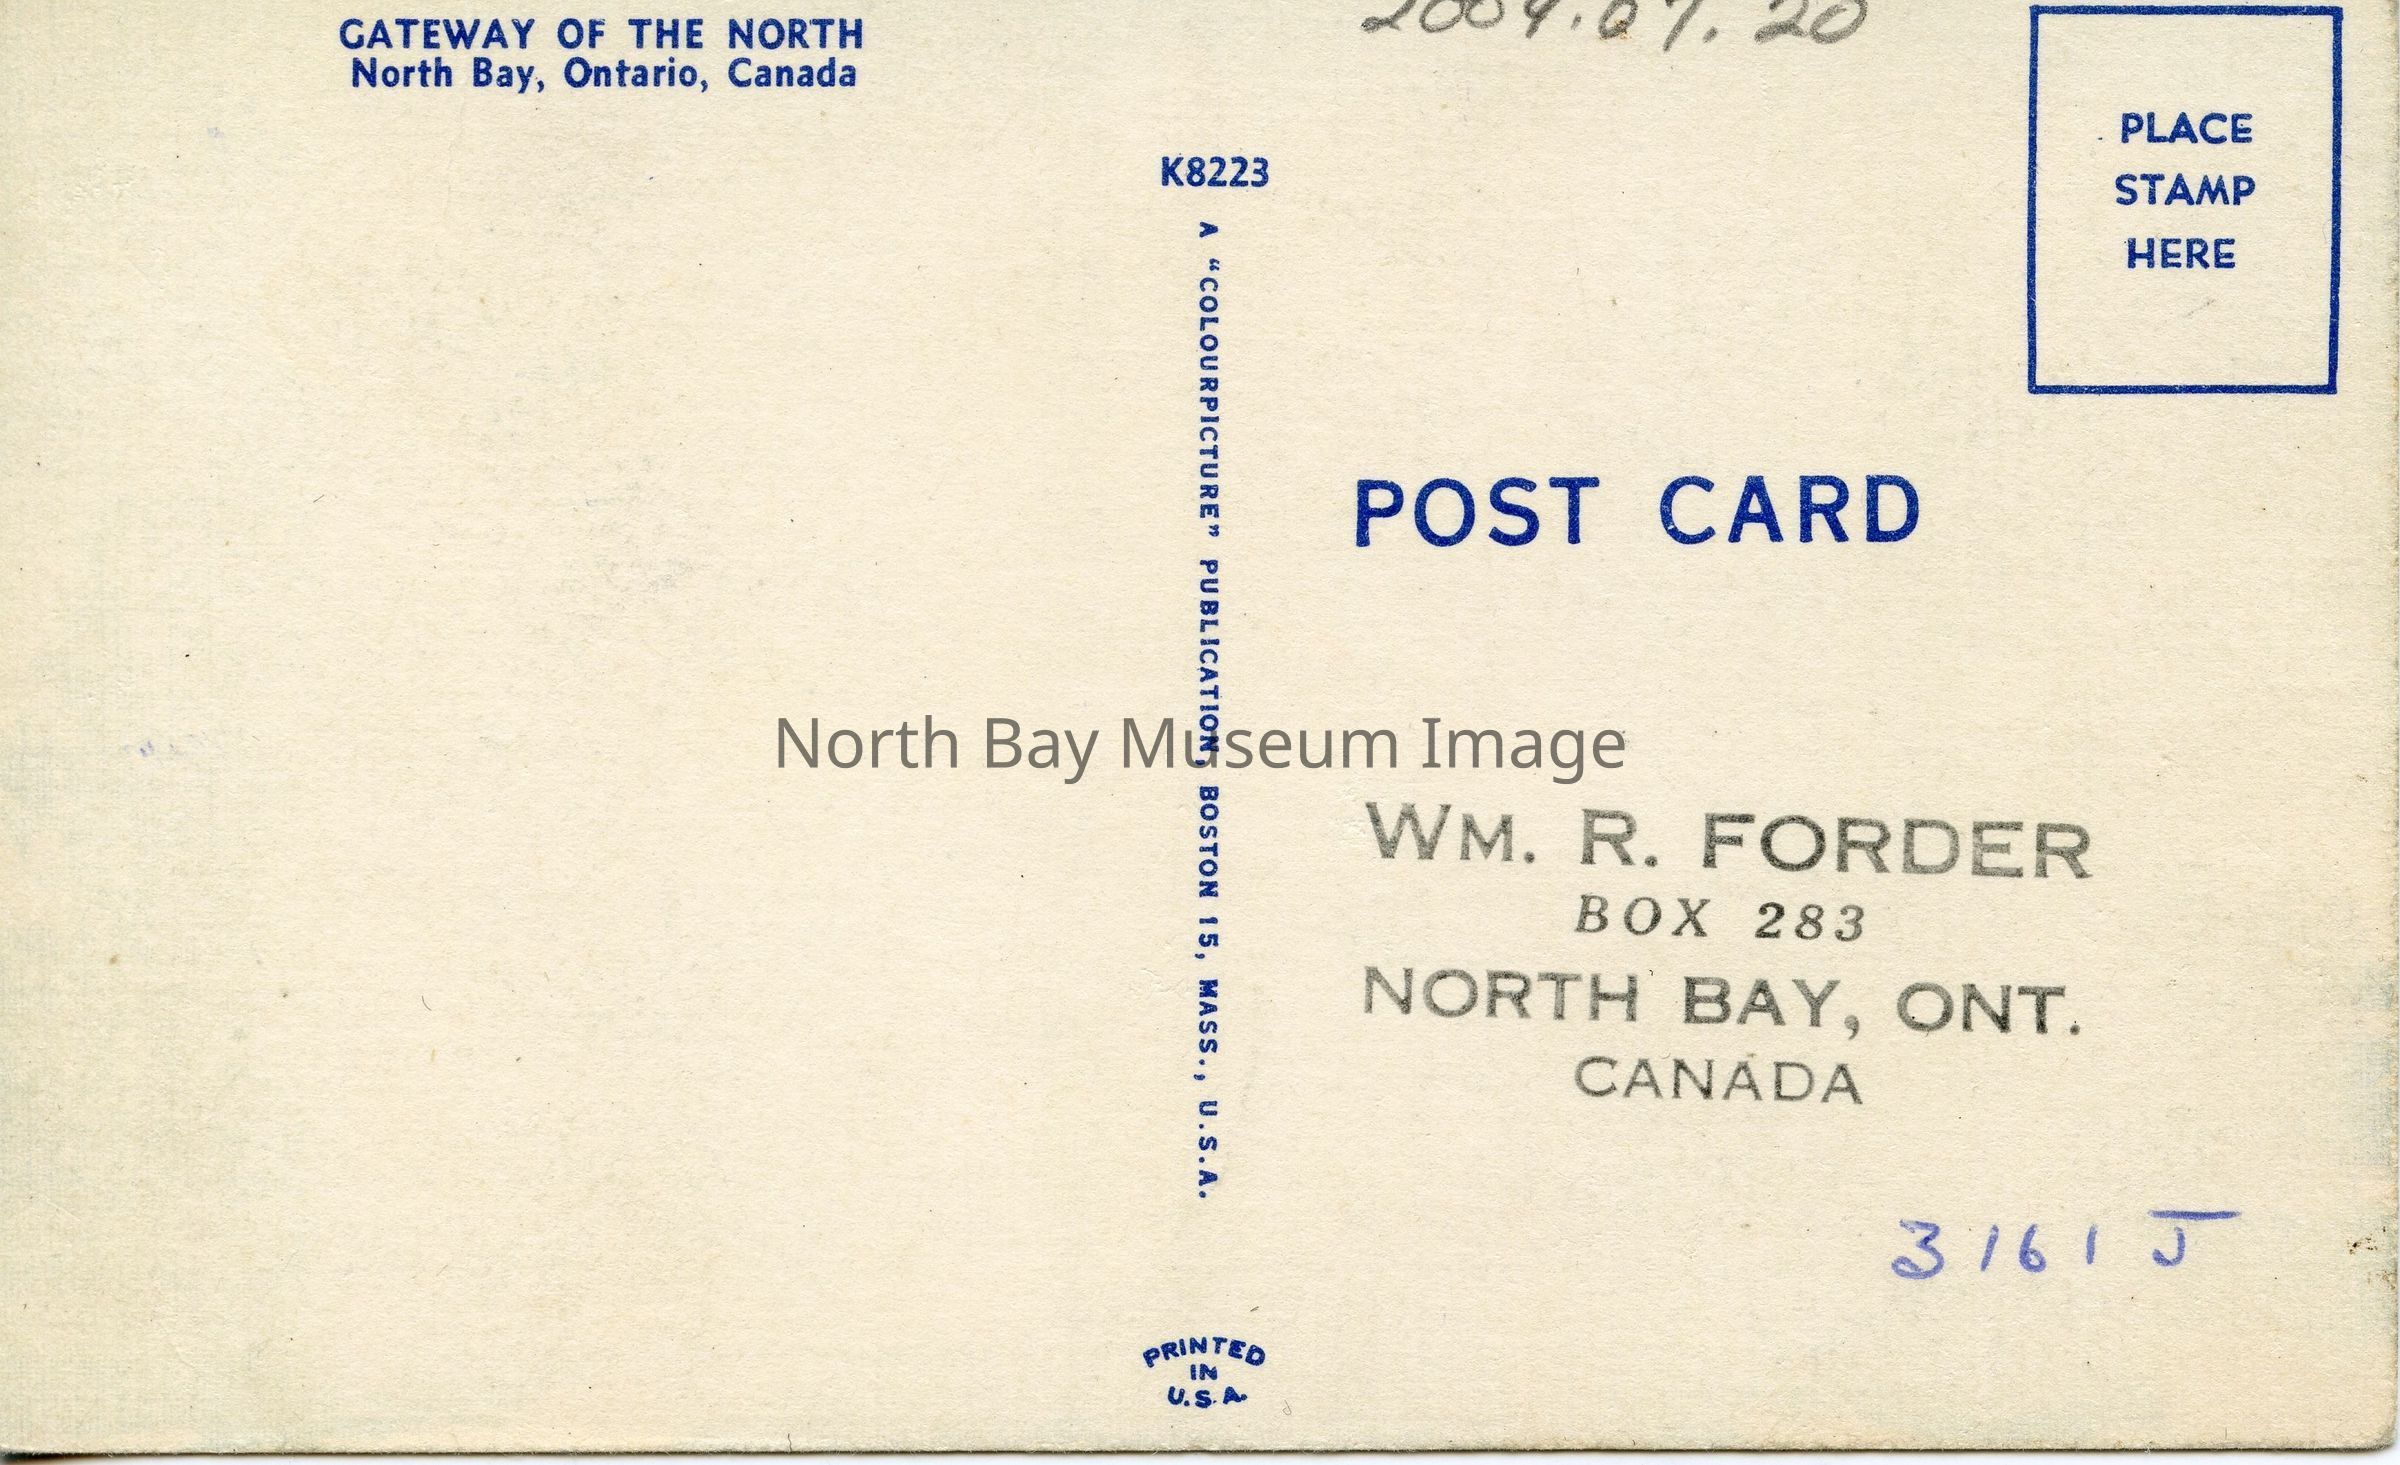 GATEWAY OF THE NORTH
North Bay, Ontario, Canada
2009.07.20
PLACE
STAMP
HERE
K8223
A "COLOURPICTURE" PUBLICATION, BOSTON 15, MASS., U.S.A.
POST CARD
North Bay Museum Image
WM. R. FORDER
BOX 283
NORTH BAY, ONT.
CANADA
3161 J
PRINTED
IN
U.S.A.